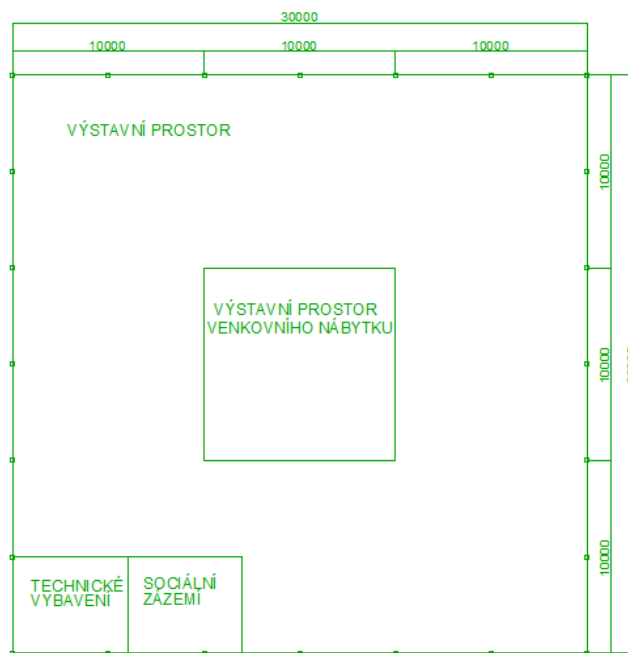 30000
10000
10000
10000
VÝSTAVNÍ PROSTOR
10000
VÝSTAVNÍ PROSTOR
VENKOVNÍHO NÁBYTKU
10000
10000
TECHNICKÉ
VYBAVENÍ
SOCIÁLNÍ
ZÁZEMÍ